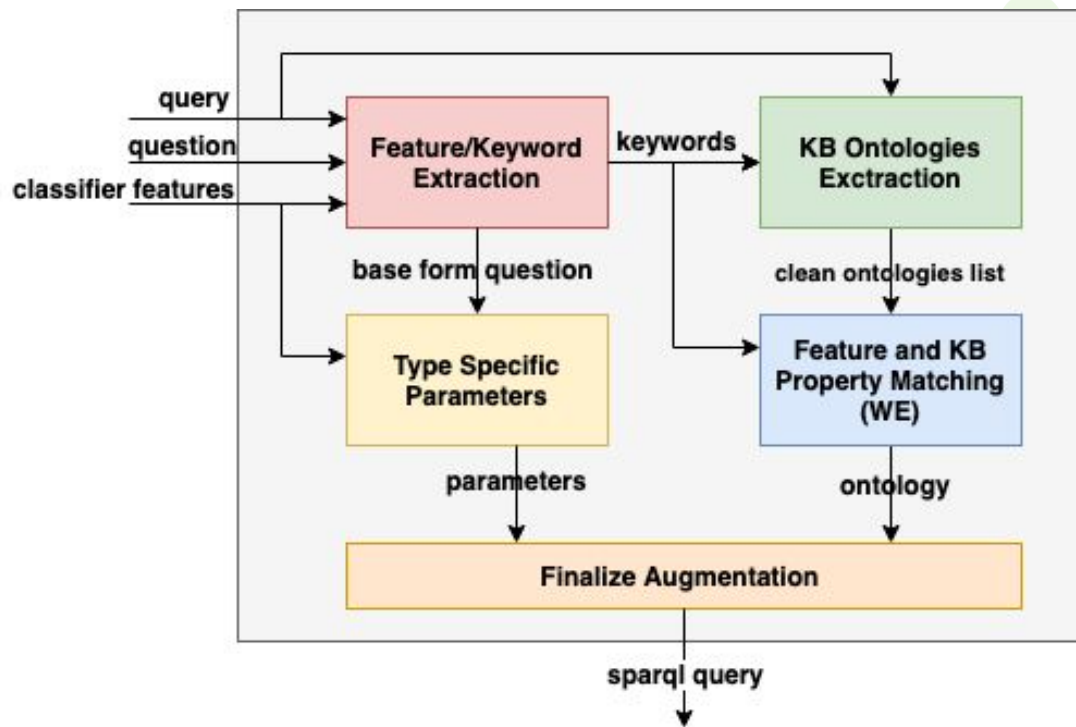 query
question
classifier features
Feature/Keyword
Extraction
keywords
KB Ontologies
Exctraction
base form question
clean ontologies list
Type Specific
Parameters
Feature and KB
Property Matching
(WE)
parameters
ontology
Finalize Augmentation
sparql query